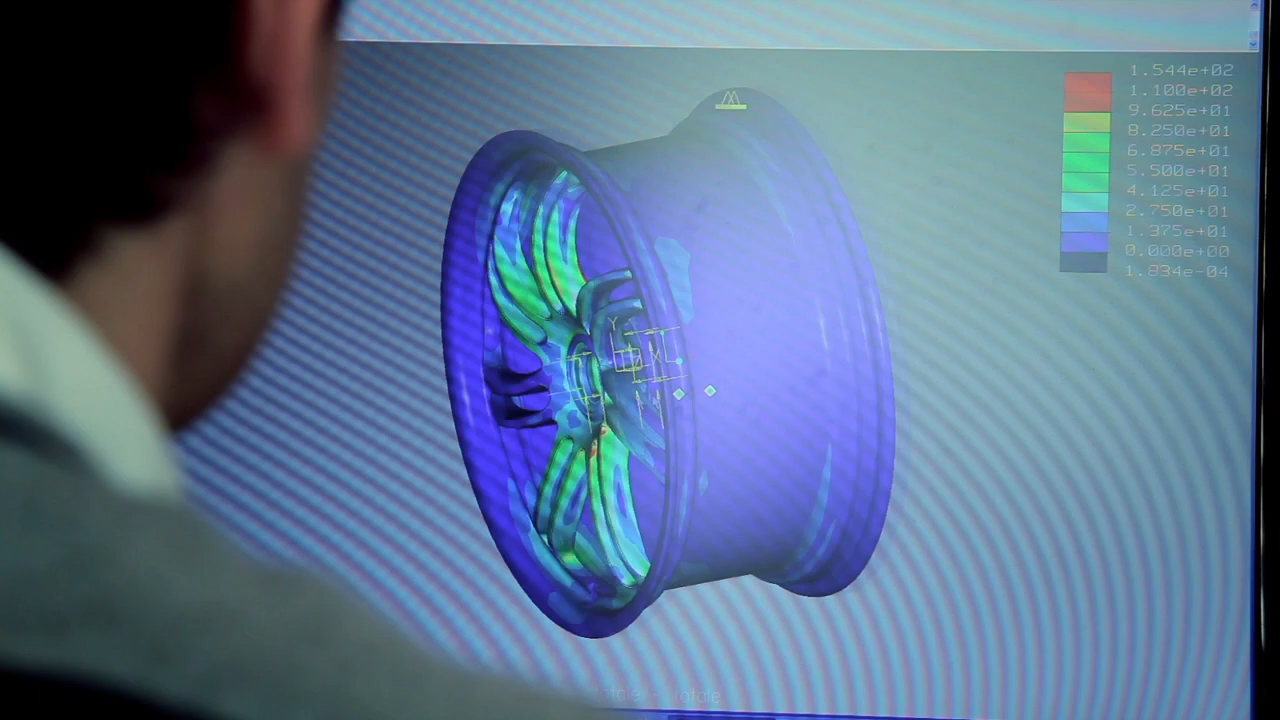 1.544e+02
1.100e+02
9.625e+01
8.250e+01
6.875e+01
5.500e+01
4.125e+01
2.750e+01
1.375e+01
0.000e+00
1.834e-04
Y
X